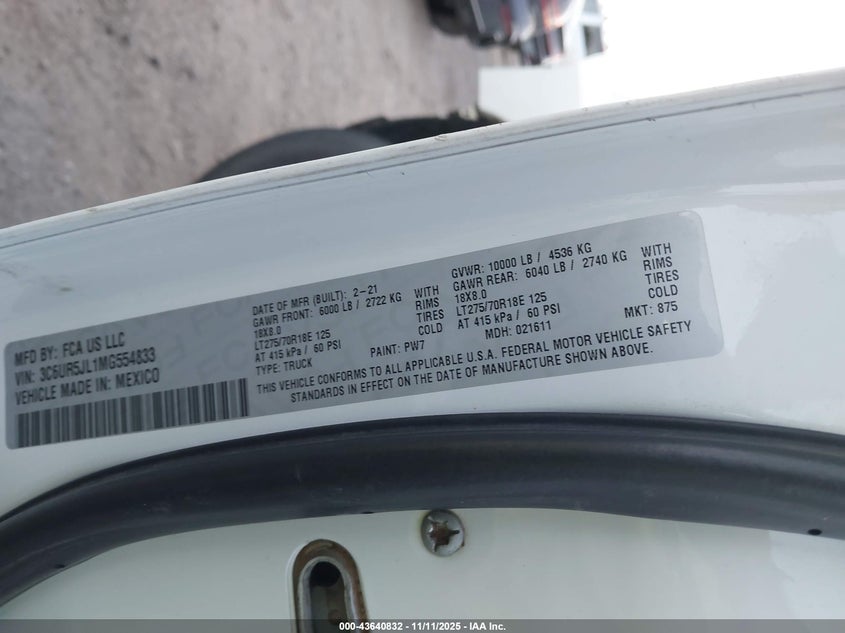 MFD BY: FCA US LLC
VIN: 3C6UR5JL1MG554833
VEHICLE MADE IN: MEXICO
DATE OF MFR (BUILT): 2-21
GAWR FRONT: 6000 LB / 2722 KG WITH
18X8.0 RIMS
LT275/70R18E 125 TIRES
AT 415 kPa / 60 PSI COLD
TYPE: TRUCK PAINT: PW7
GVWR: 10000 LB / 4536 KG
GAWR REAR: 6040 LB / 2740 KG WITH
18X8.0 RIMS
LT275/70R18E 125 TIRES
AT 415 kPa / 60 PSI COLD
MDH: 021611 MKT: 875
THIS VEHICLE CONFORMS TO ALL APPLICABLE U.S.A. FEDERAL MOTOR VEHICLE SAFETY
STANDARDS IN EFFECT ON THE DATE OF MANUFACTURE SHOWN ABOVE.
000-43640832 - 11/11/2025 - IAA Inc.